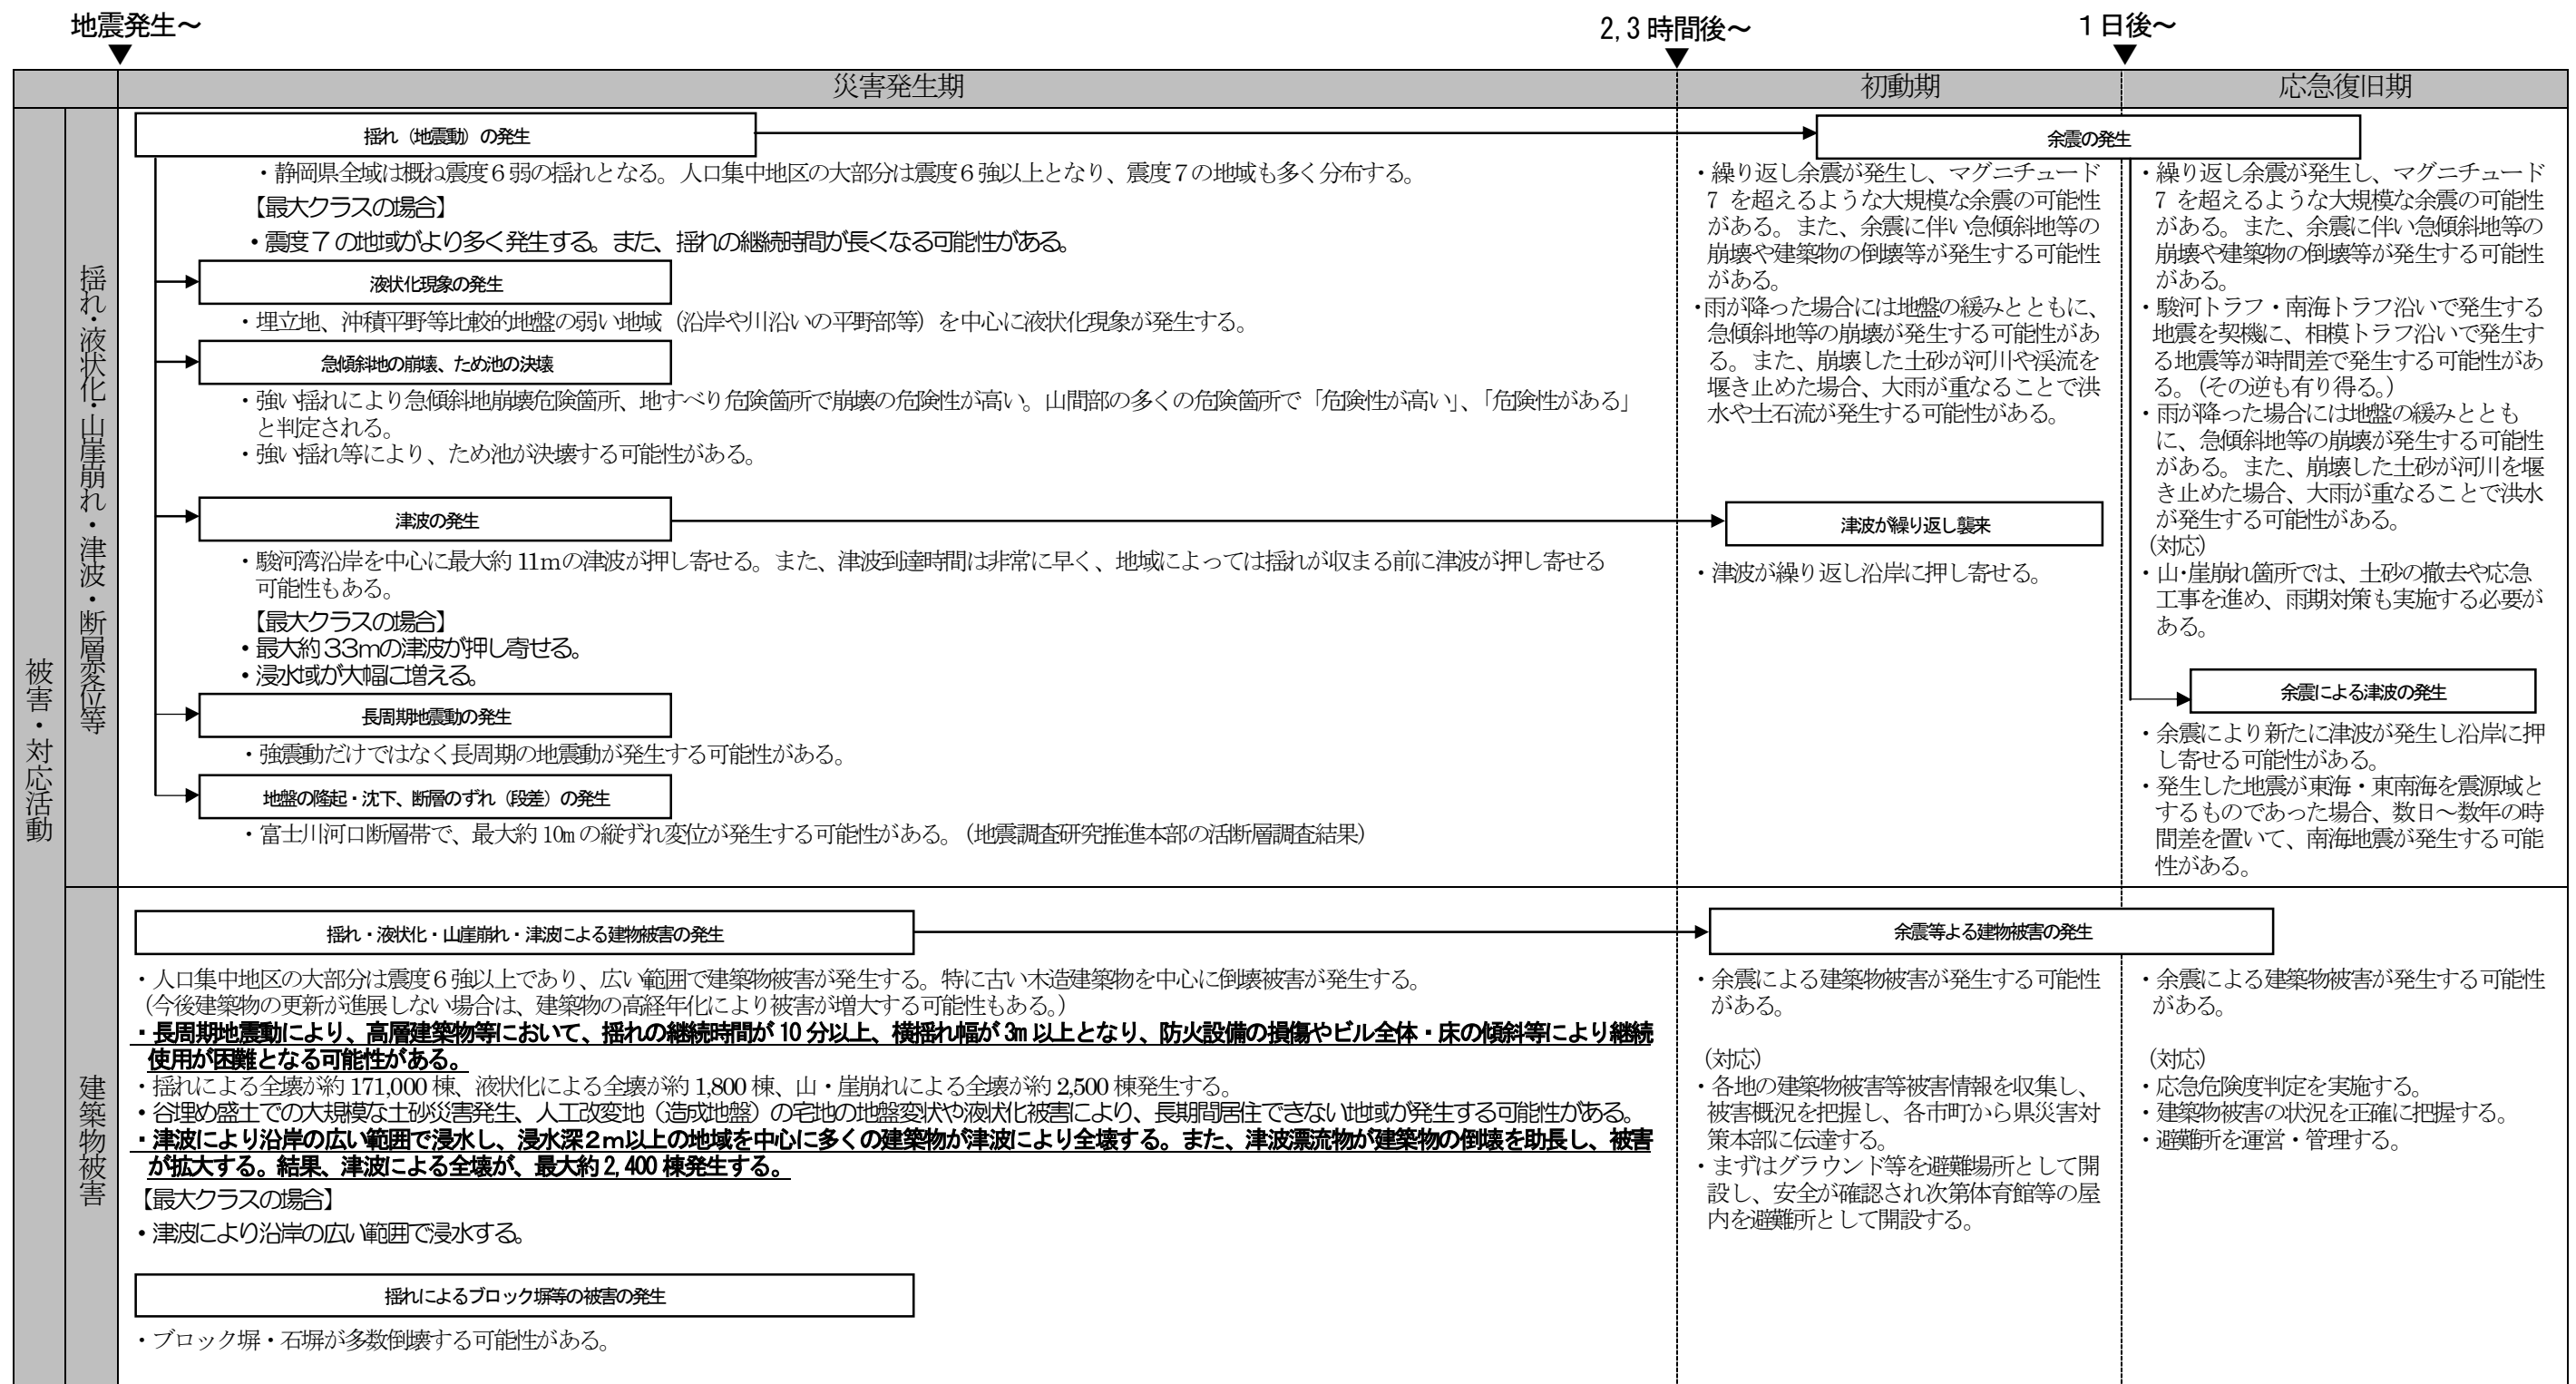 地震発生～
2,3時間後～
1日後～
災害発生期
初動期
応急復旧期
被害・対応活動
揺れ・液状化・山崖崩れ・津波・断層変位等
揺れ（地震動）の発生
・静岡県全域は概ね震度６弱の揺れとなる。人口集中地区の大部分は震度６強以上となり、震度７の地域も多く分布する。
【最大クラスの場合】
・震度７の地域がより多く発生する。また、揺れの継続時間が長くなる可能性がある。
液状化現象の発生
・埋立地、沖積平野等比較的地盤の弱い地域（沿岸や川沿いの平野部等）を中心に液状化現象が発生する。
急傾斜地の崩壊、ため池の決壊
・強い揺れにより急傾斜地崩壊危険箇所、地すべり危険箇所で崩壊の危険性が高い。山間部の多くの危険箇所で「危険性が高い」、「危険性がある」
と判定される。
・強い揺れ等により、ため池が決壊する可能性がある。
津波の発生
・駿河湾沿岸を中心に最大約11mの津波が押し寄せる。また、津波到達時間は非常に早く、地域によっては揺れが収まる前に津波が押し寄せる
可能性もある。
【最大クラスの場合】
・最大約33mの津波が押し寄せる。
・浸水域が大幅に増える。
長周期地震動の発生
・強震動だけではなく長周期の地震動が発生する可能性がある。
地盤の隆起・沈下、断層のずれ（段差）の発生
・富士川河口断層帯で、最大約10mの縦ずれ変位が発生する可能性がある。（地震調査研究推進本部の活断層調査結果）
余震の発生
・繰り返し余震が発生し、マグニチュード
7 を超えるような大規模な余震の可能性
がある。また、余震に伴い急傾斜地等の
崩壊や建築物の倒壊等が発生する可能性
がある。
・雨が降った場合には地盤の緩みとともに、
急傾斜地等の崩壊が発生する可能性があ
る。また、崩壊した土砂が河川や渓流を
堰き止めた場合、大雨が重なることで洪
水や土石流が発生する可能性がある。
津波が繰り返し襲来
・津波が繰り返し沿岸に押し寄せる。
・繰り返し余震が発生し、マグニチュード
7 を超えるような大規模な余震の可能性
がある。また、余震に伴い急傾斜地等の
崩壊や建築物の倒壊等が発生する可能性
がある。
・駿河トラフ・南海トラフ沿いで発生する
地震を契機に、相模トラフ沿いで発生す
る地震等が時間差で発生する可能性があ
る。（その逆も有り得る。）
・雨が降った場合には地盤の緩みととも
に、急傾斜地等の崩壊が発生する可能性
がある。また、崩壊した土砂が河川を堰
き止めた場合、大雨が重なることで洪水
が発生する可能性がある。
（対応）
・山・崖崩れ箇所では、土砂の撤去や応急
工事を進め、雨期対策も実施する必要が
ある。
余震による津波の発生
・余震により新たに津波が発生し沿岸に押
し寄せる可能性がある。
・発生した地震が東海・東南海を震源域と
するものであった場合、数日～数年の時
間差を置いて、南海地震が発生する可能
性がある。
建築物被害
揺れ・液状化・山崖崩れ・津波による建物被害の発生
・人口集中地区の大部分は震度６強以上であり、広い範囲で建築物被害が発生する。特に古い木造建築物を中心に倒壊被害が発生する。
（今後建築物の更新が進展しない場合は、建築物の高経年化により被害が増大する可能性もある。）
・長周期地震動により、高層建築物等において、揺れの継続時間が10分以上、横揺れ幅が3m以上となり、防火設備の損傷やビル全体・床の傾斜等により継続
使用が困難となる可能性がある。
・揺れによる全壊が約171,000棟、液状化による全壊が約1,800棟、山・崖崩れによる全壊が約2,500棟発生する。
・谷埋め盛土での大規模な土砂災害発生、人工改変地（造成地盤）の宅地の地盤変状や液状化被害により、長期間居住できない地域が発生する可能性がある。
・津波により沿岸の広い範囲で浸水し、浸水深２m以上の地域を中心に多くの建築物が津波により全壊する。また、津波漂流物が建築物の倒壊を助長し、被害
が拡大する。結果、津波による全壊が、最大約2,400棟発生する。
【最大クラスの場合】
・津波により沿岸の広い範囲で浸水する。
揺れによるブロック塀等の被害の発生
・ブロック塀・石塀が多数倒壊する可能性がある。
余震等よる建物被害の発生
・余震による建築物被害が発生する可能性
がある。
（対応）
・各地の建築物被害等被害情報を収集し、
被害概況を把握し、各市町から県災害対
策本部に伝達する。
・まずはグラウンド等を避難場所として開
設し、安全が確認され次第体育館等の屋
内を避難所として開設する。
・余震による建築物被害が発生する可能性
がある。
（対応）
・応急危険度判定を実施する。
・建築物被害の状況を正確に把握する。
・避難所を運営・管理する。